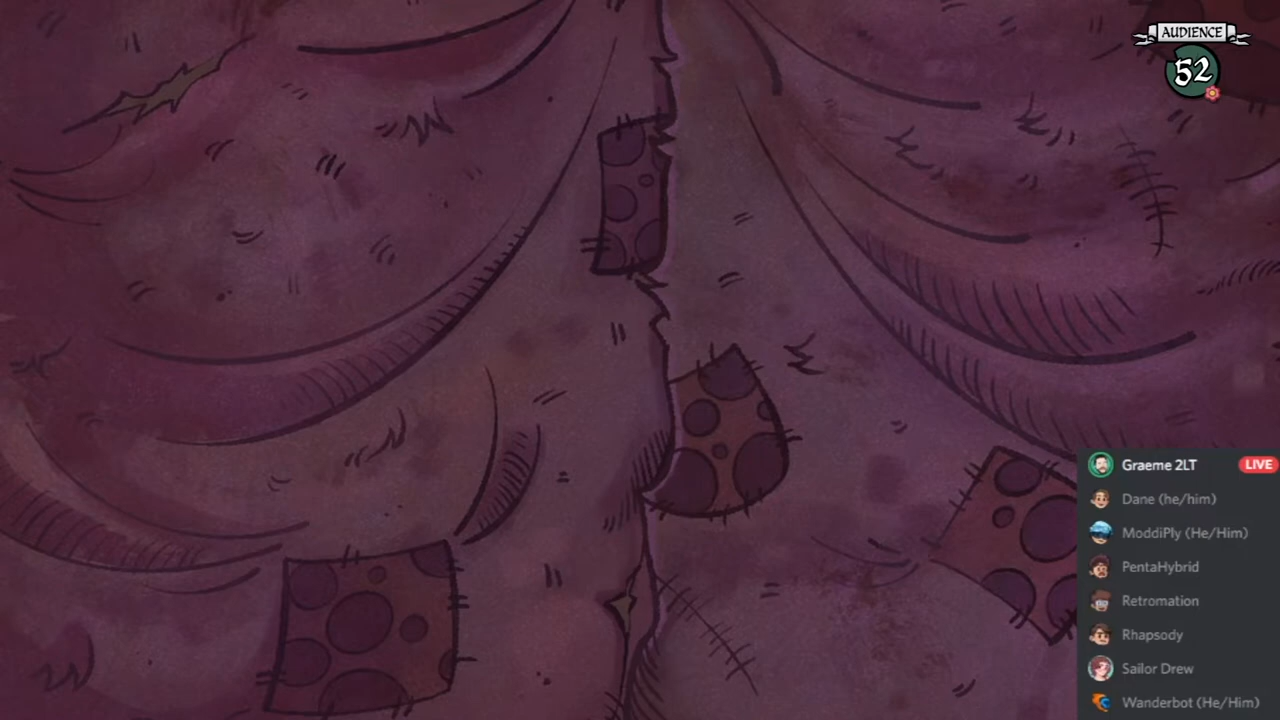 AUDIENCE
52
Graeme 2LT LIVE
Dane (he/him)
ModdiPly (He/Him)
PentaHybrid
Retromation
Rhapsody
Sailor Drew
Wanderbot (He/Him)